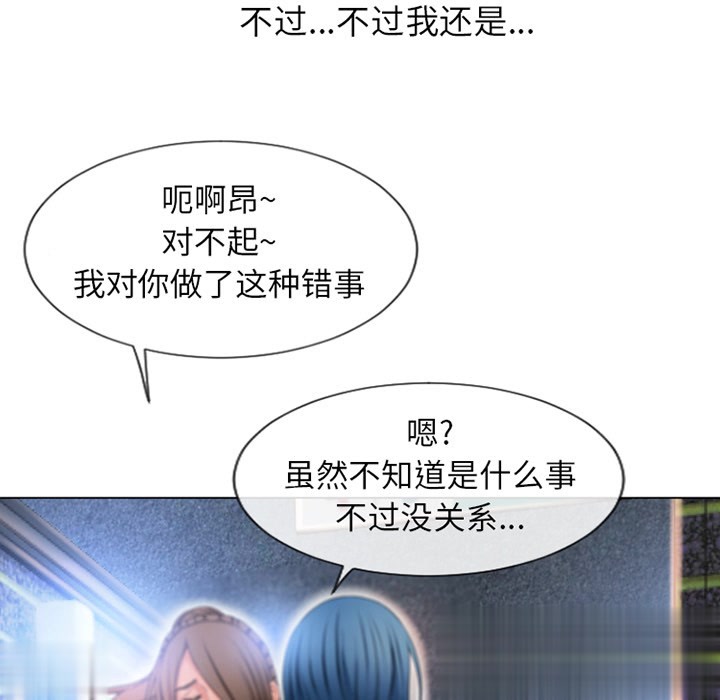 不过...不过我还是...
呃啊昂~
对不起~
我对你做了这种错事
嗯?
虽然不知道是什么事
不过没关系...